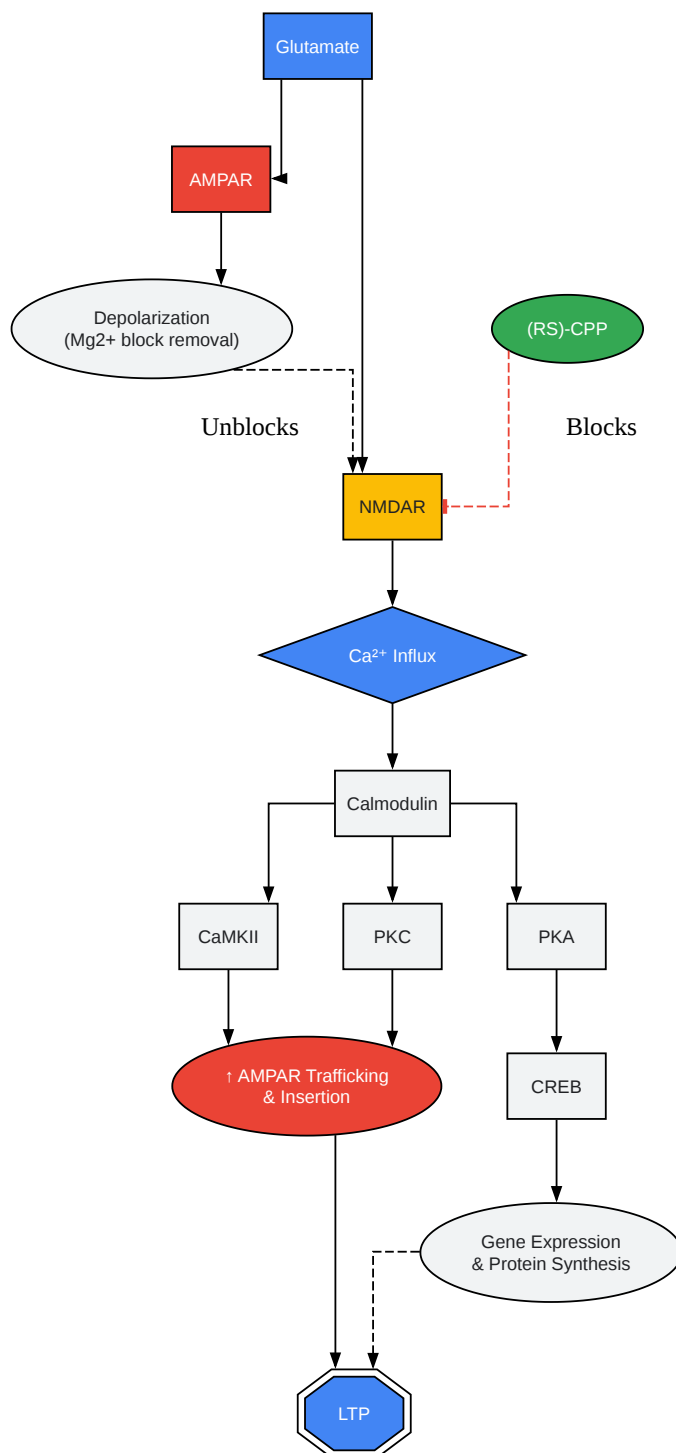 Glutamate
AMPAR
Depolarization
(Mg2+ block removal)
(RS)-CPP
Unblocks
Blocks
NMDAR
Ca²⁺ Influx
Calmodulin
CaMKII
PKC
PKA
↑ AMPAR Trafficking
& Insertion
CREB
Gene Expression
& Protein Synthesis
LTP